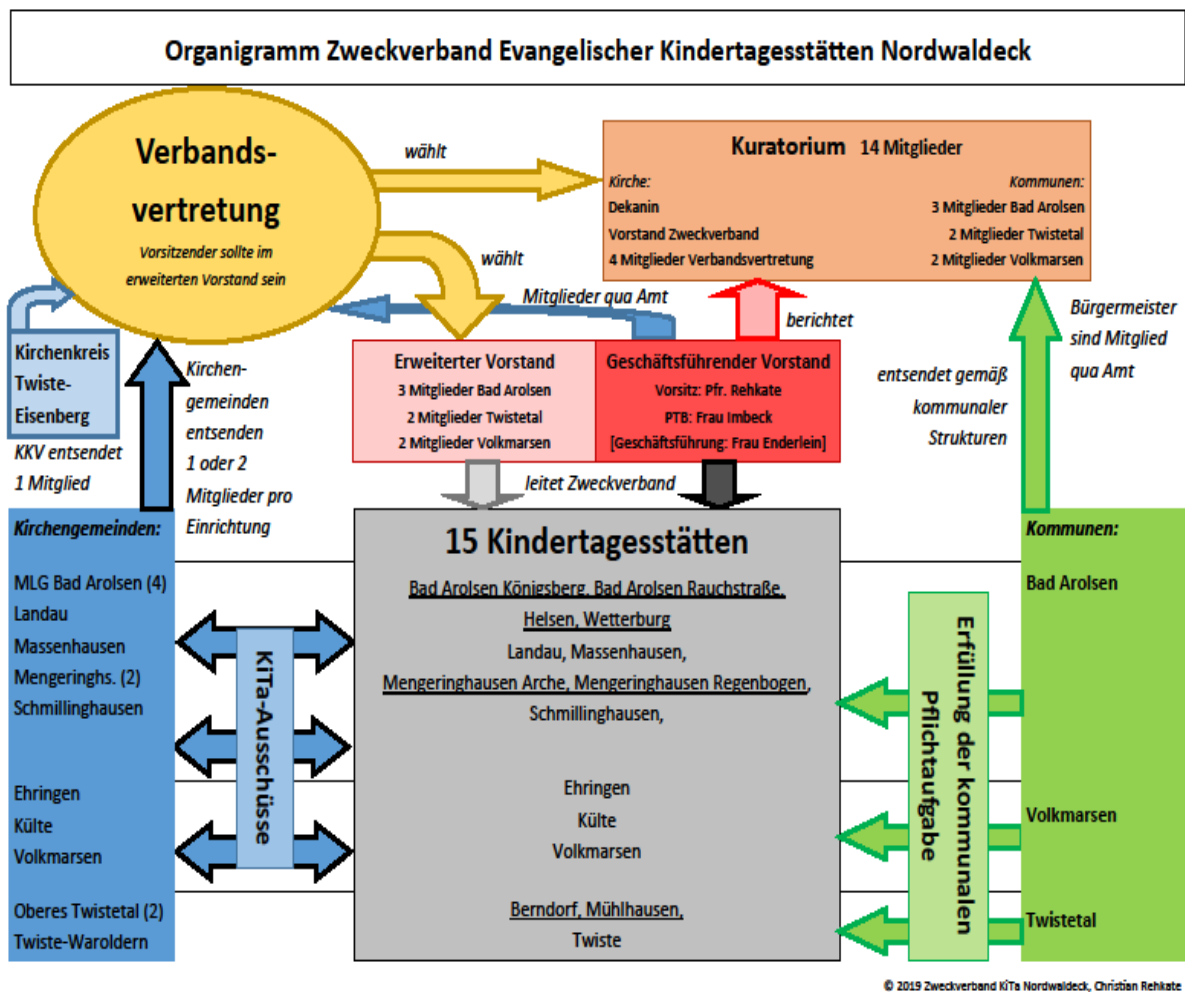 Organigramm Zweckverband Evangelischer Kindertagesstätten Nordwaldeck
Verbands-
vertretung
Vorsitzender sollte im
erweiterten Vorstand sein
wählt
wählt
Kuratorium 14 Mitglieder
Kirche:
Dekanin
Vorstand Zweckverband
4 Mitglieder Verbandsvertretung
Kommunen:
3 Mitglieder Bad Arolsen
2 Mitglieder Twistetal
2 Mitglieder Volkmarsen
Mitglieder qua Amt
berichtet
Bürgermeister
sind Mitglied
qua Amt
entsendet gemäß
kommunaler
Strukturen
Kirchenkreis
Twiste-
Eisenberg
KKV entsendet
1 Mitglied
Kirchen-
gemeinden
entsenden
1 oder 2
Mitglieder pro
Einrichtung
Erweiterter Vorstand
3 Mitglieder Bad Arolsen
2 Mitglieder Twistetal
2 Mitglieder Volkmarsen
Geschäftsführender Vorstand
Vorsitz: Pfr. Rehkate
PTB: Frau Imbeck
[Geschäftsführung: Frau Enderlein]
leitet Zweckverband
Kirchengemeinden:
MLG Bad Arolsen (4)
Landau
Massenhausen
Mengeringhs. (2)
Schmillinghausen
Ehringen
Külte
Volkmarsen
Oberes Twistetal (2)
Twiste-Waroldern
KiTa-Ausschüsse
15 Kindertagesstätten
Bad Arolsen Königsberg, Bad Arolsen Rauchstraße,
Helsen, Wetterburg
Landau, Massenhausen,
Mengeringhausen Arche, Mengeringhausen Regenbogen,
Schmillinghausen,
Ehringen
Külte
Volkmarsen
Berndorf, Mühlhausen,
Twiste
Erfüllung der kommunalen
Pflichtaufgabe
Kommunen:
Bad Arolsen
Volkmarsen
Twistetal
© 2019 Zweckverband KiTa Nordwaldeck, Christian Rehkate